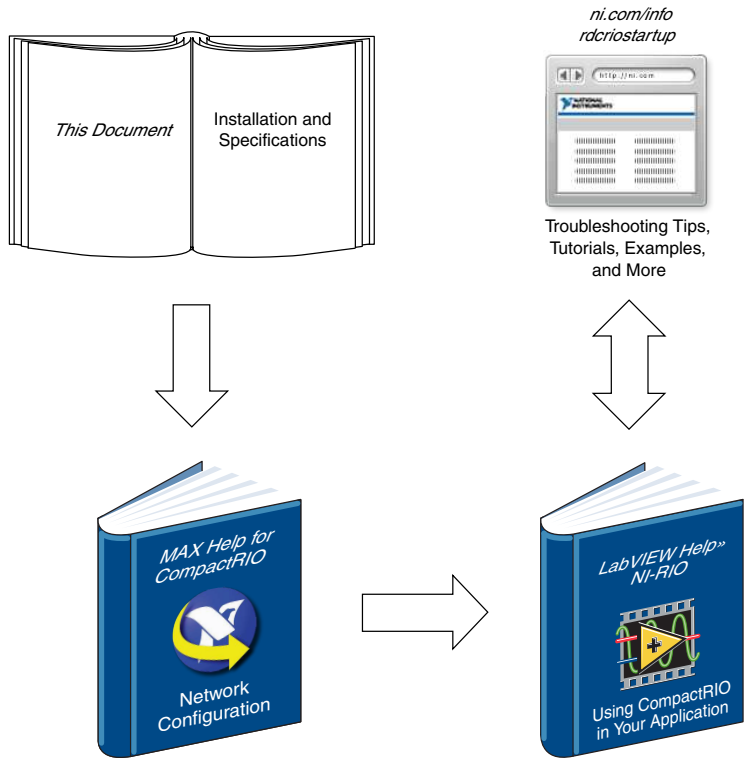 This Document
Installation and
Specifications
ni.com/info
rdcriostartup
http://ni.com
NATIONAL
INSTRUMENTS
Troubleshooting Tips,
Tutorials, Examples,
and More
MAX Help for
CompactRIO
Network
Configuration
LabVIEW Help»
NI-RIO
Using CompactRIO
in Your Application